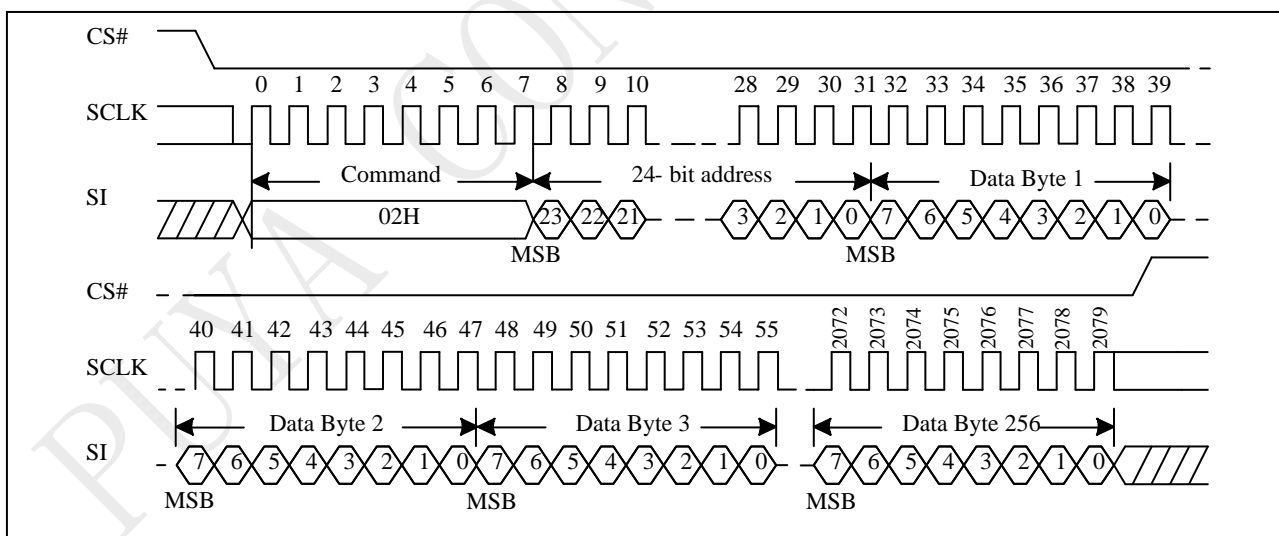 CS#
0 1 2 3 4 5 6 7 8 9 10 28 29 30 31 32 33 34 35 36 37 38 39
SCLK
Command 24- bit address Data Byte 1
SI
02H 23 22 21 3 2 1 0 7 6 5 4 3 2 1 0
MSB MSB
CS#
40 41 42 43 44 45 46 47 48 49 50 51 52 53 54 55 2072 2073 2074 2075 2076 2077 2078 2079
SCLK
Data Byte 2 Data Byte 3 Data Byte 256
SI
7 6 5 4 3 2 1 0 7 6 5 4 3 2 1 0 7 6 5 4 3 2 1 0
MSB MSB MSB
PUYA CON